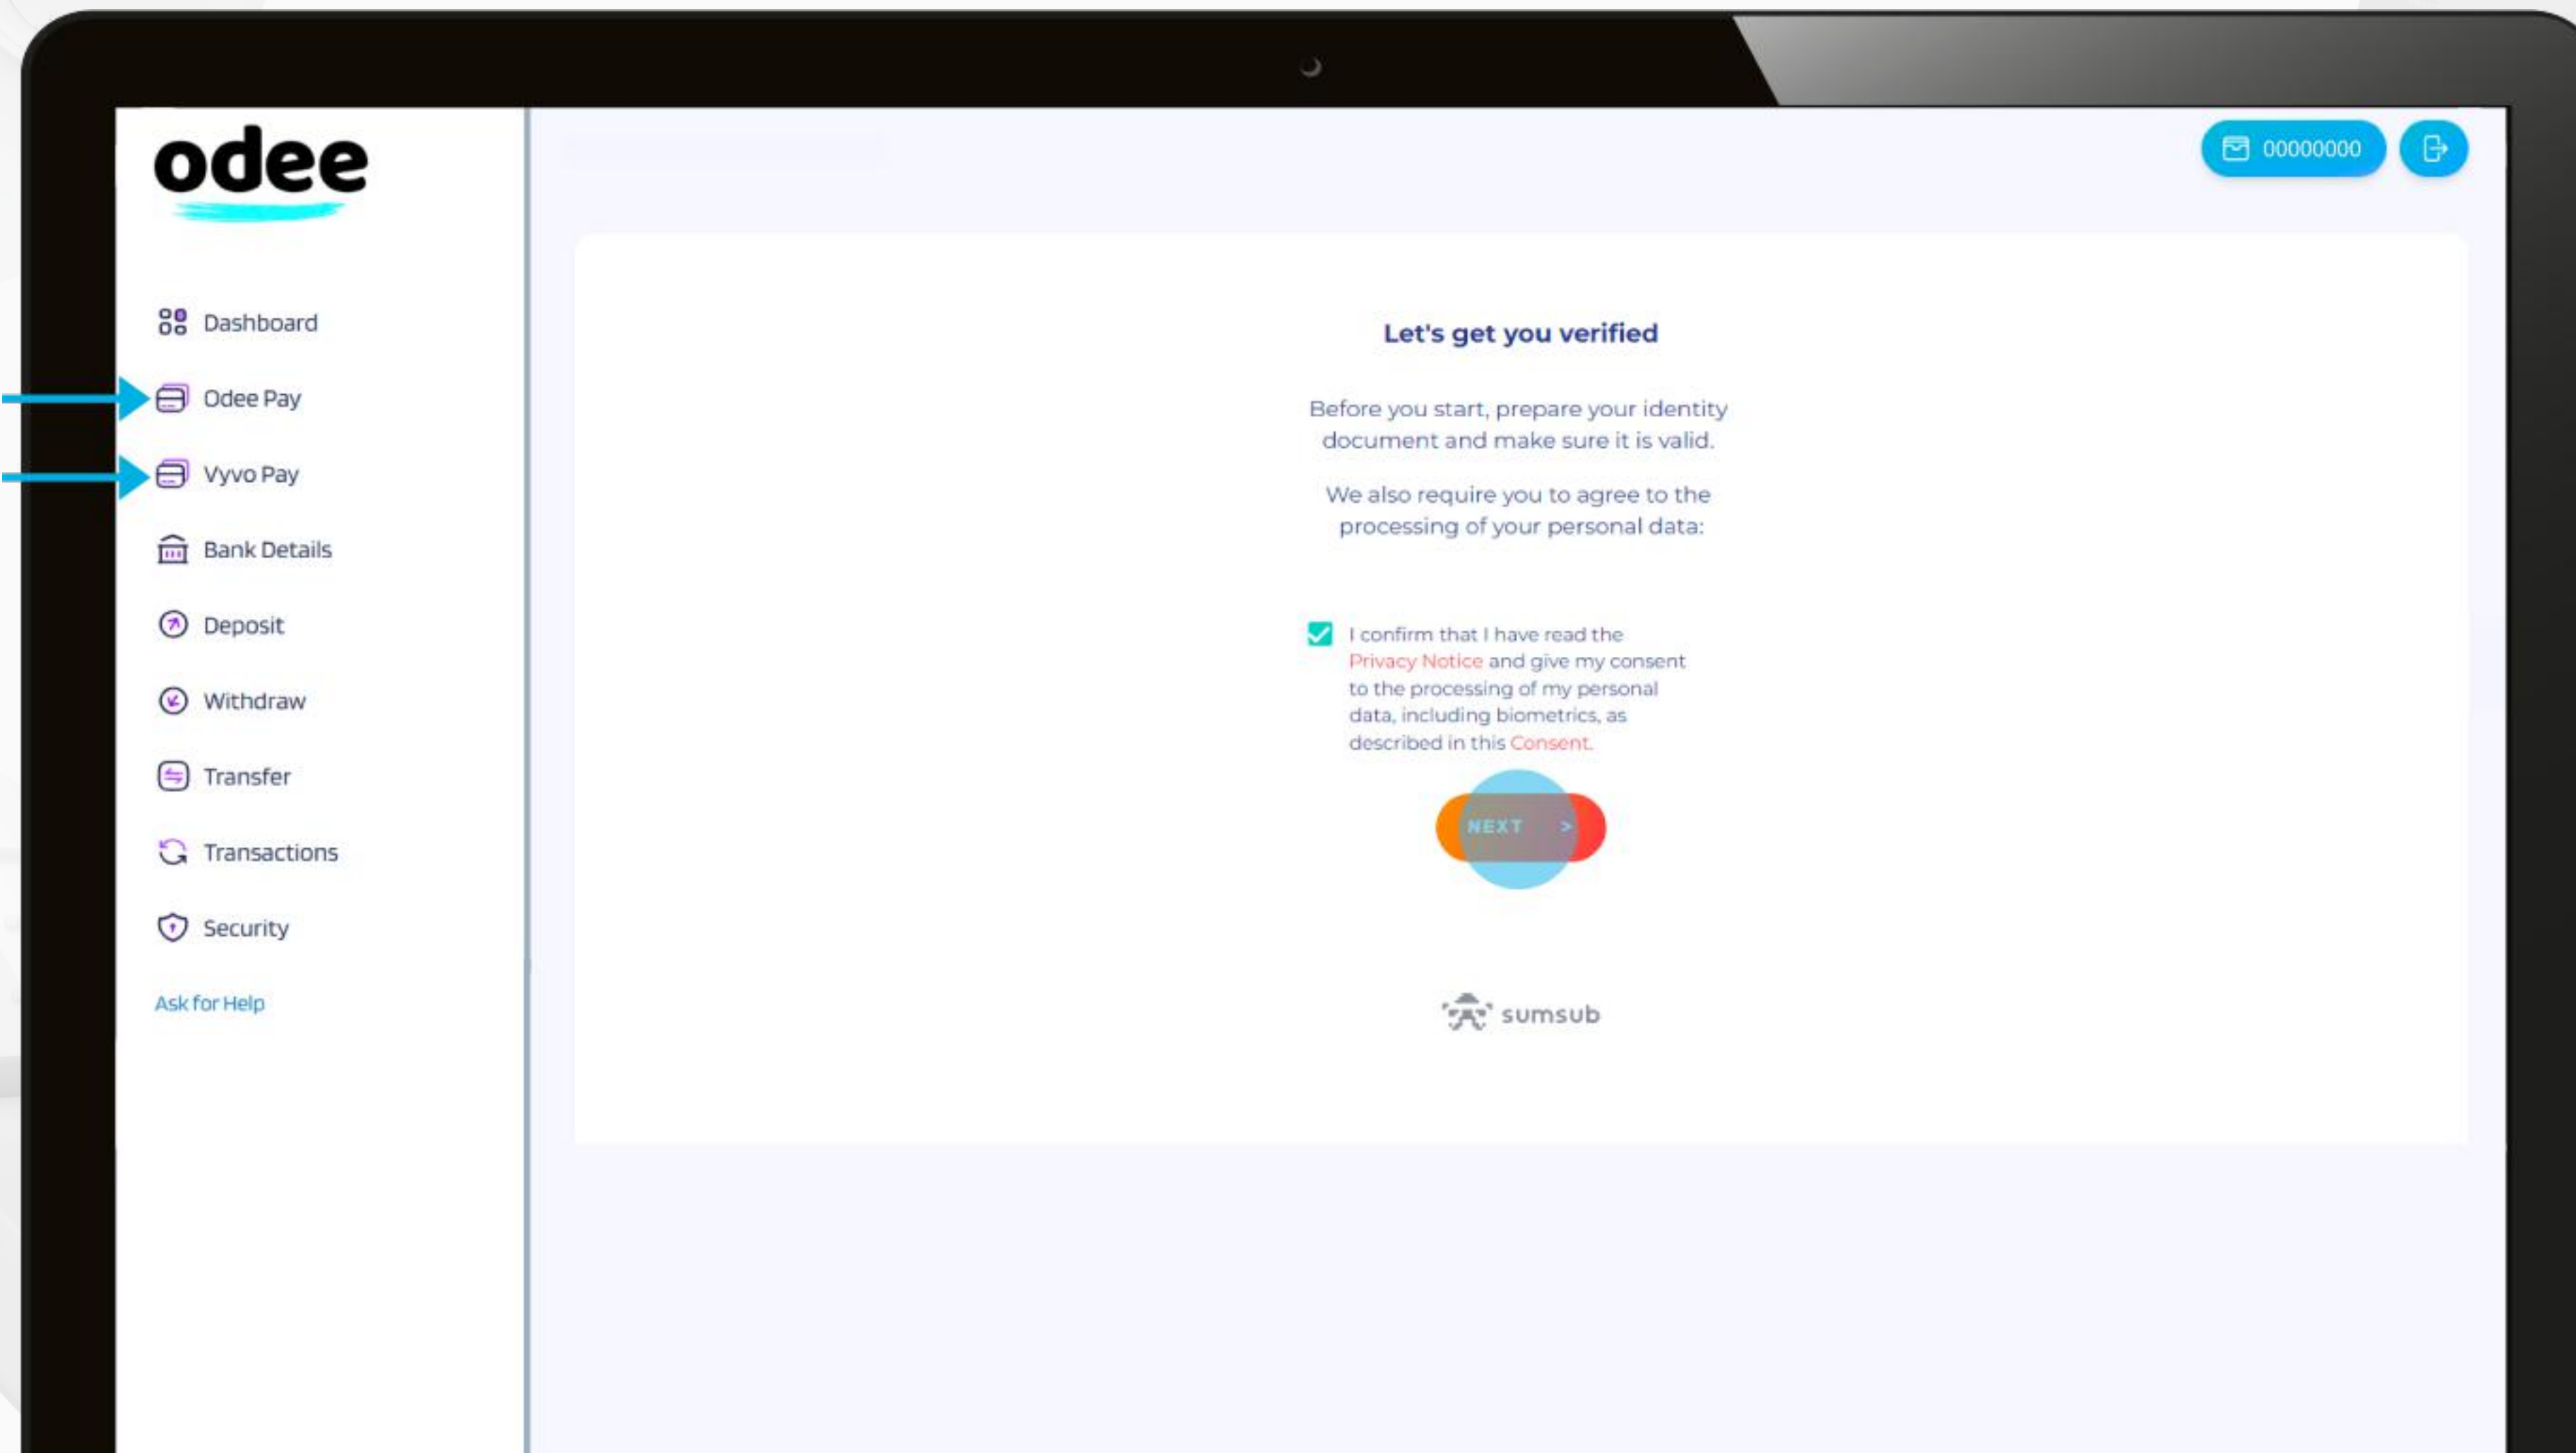 odee
00000000
Dashboard
Odee Pay
Vyvo Pay
Bank Details
Deposit
Withdraw
Transfer
Transactions
Security
Ask for Help
Let's get you verified
Before you start, prepare your identity
document and make sure it is valid.
We also require you to agree to the
processing of your personal data:
I confirm that I have read the
Privacy Notice and give my consent
to the processing of my personal
data, including biometrics, as
described in this Consent.
NEXT >
sumsub